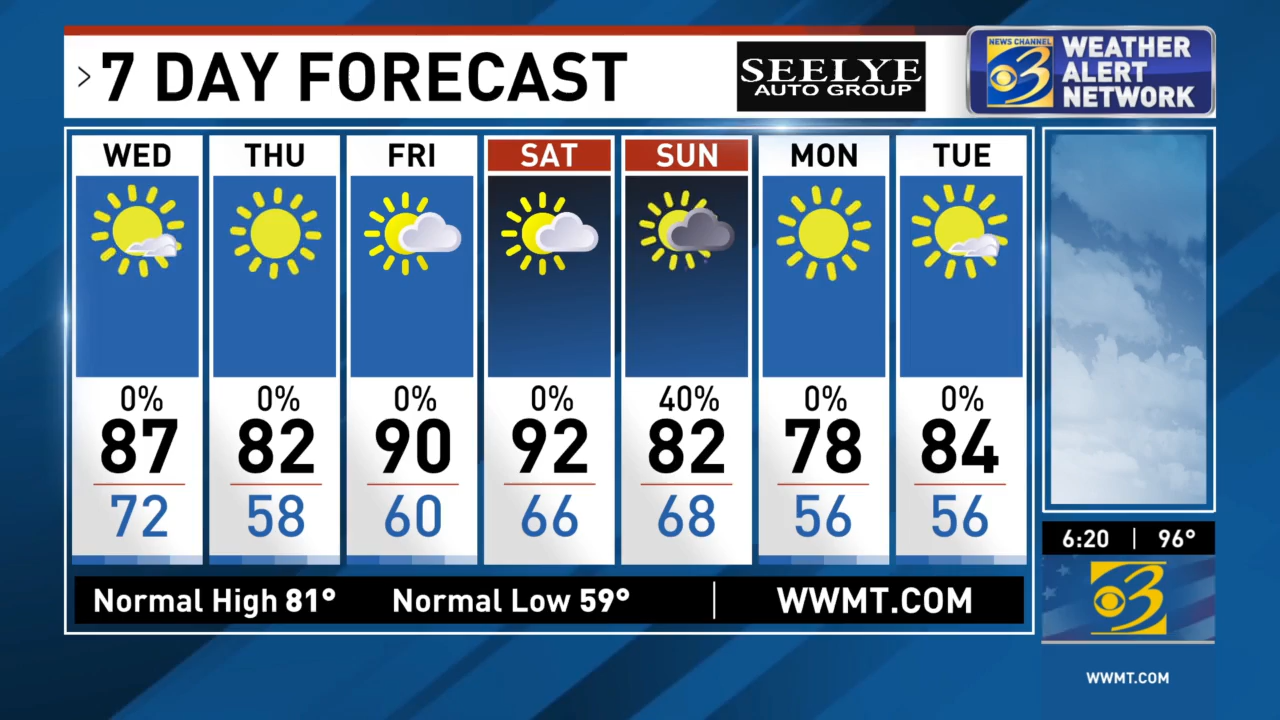 > 7 DAY FORECAST
SEELYE
AUTO GROUP
NEWS CHANNEL
3
WEATHER
ALERT
NETWORK
WED THU FRI SAT SUN MON TUE
0% 0% 0% 0% 40% 0% 0%
87 82 90 92 82 78 84
72 58 60 66 68 56 56
Normal High 81° Normal Low 59° | WWMT.COM
6:20 | 96°
3
WWMT.COM